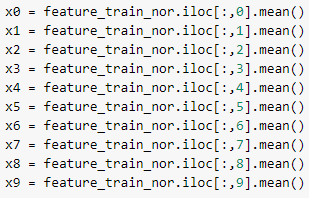 x0 = feature_train_nor.iloc[:,0].mean()
x1 = feature_train_nor.iloc[:,1].mean()
x2 = feature_train_nor.iloc[:,2].mean()
x3 = feature_train_nor.iloc[:,3].mean()
x4 = feature_train_nor.iloc[:,4].mean()
x5 = feature_train_nor.iloc[:,5].mean()
x6 = feature_train_nor.iloc[:,6].mean()
x7 = feature_train_nor.iloc[:,7].mean()
x8 = feature_train_nor.iloc[:,8].mean()
x9 = feature_train_nor.iloc[:,9].mean()